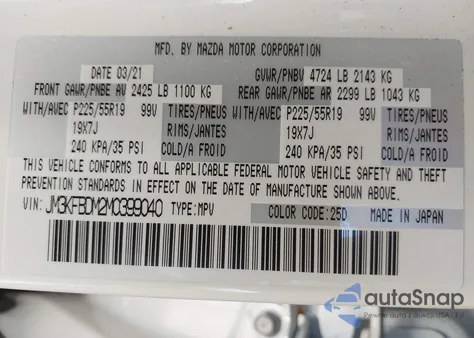 MFD. BY MAZDA MOTOR CORPORATION
DATE 03/21 GVWR/PNBV 4724 LB 2143 KG
FRONT GAWR/PNBE AV 2425 LB 1100 KG REAR GAWR/PNBE AR 2299 LB 1043 KG
WITH/AVEC P225/55R19 99V TIRES/PNEUS WITH/AVEC P225/55R19 99V TIRES/PNEUS
19X7J RIMS/JANTES 19X7J RIMS/JANTES
240 KPA/35 PSI COLD/A FROID 240 KPA/35 PSI COLD/A FROID
THIS VEHICLE CONFORMS TO ALL APPLICABLE FEDERAL MOTOR VEHICLE SAFETY AND THEFT
PREVENTION STANDARDS IN EFFECT ON THE DATE OF MANUFACTURE SHOWN ABOVE.
VIN: JM3KFBDM2M0399040 TYPE: MPV COLOR CODE: 25D MADE IN JAPAN
autoSnap
Pewne auta z aukcji USA i EU